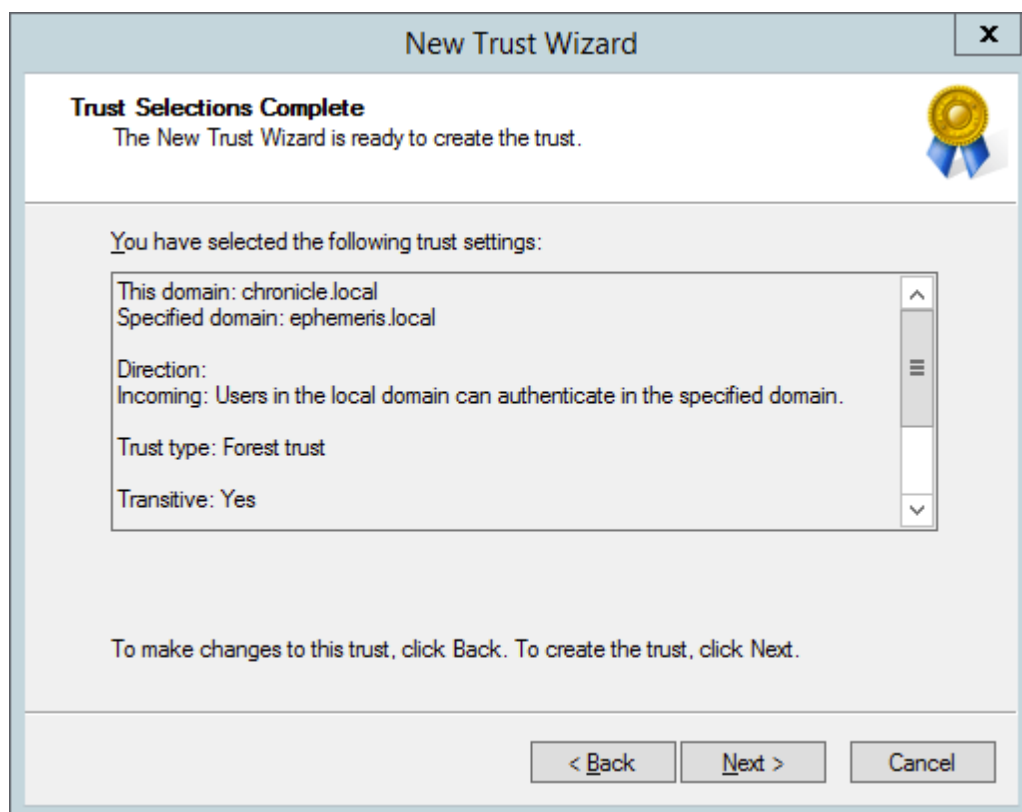 New Trust Wizard
x
Trust Selections Complete
The New Trust Wizard is ready to create the trust.
You have selected the following trust settings:
This domain: chronicle.local
Specified domain: ephemeris.local
Direction:
Incoming: Users in the local domain can authenticate in the specified domain.
Trust type: Forest trust
Transitive: Yes
To make changes to this trust, click Back. To create the trust, click Next.
< Back
Next >
Cancel